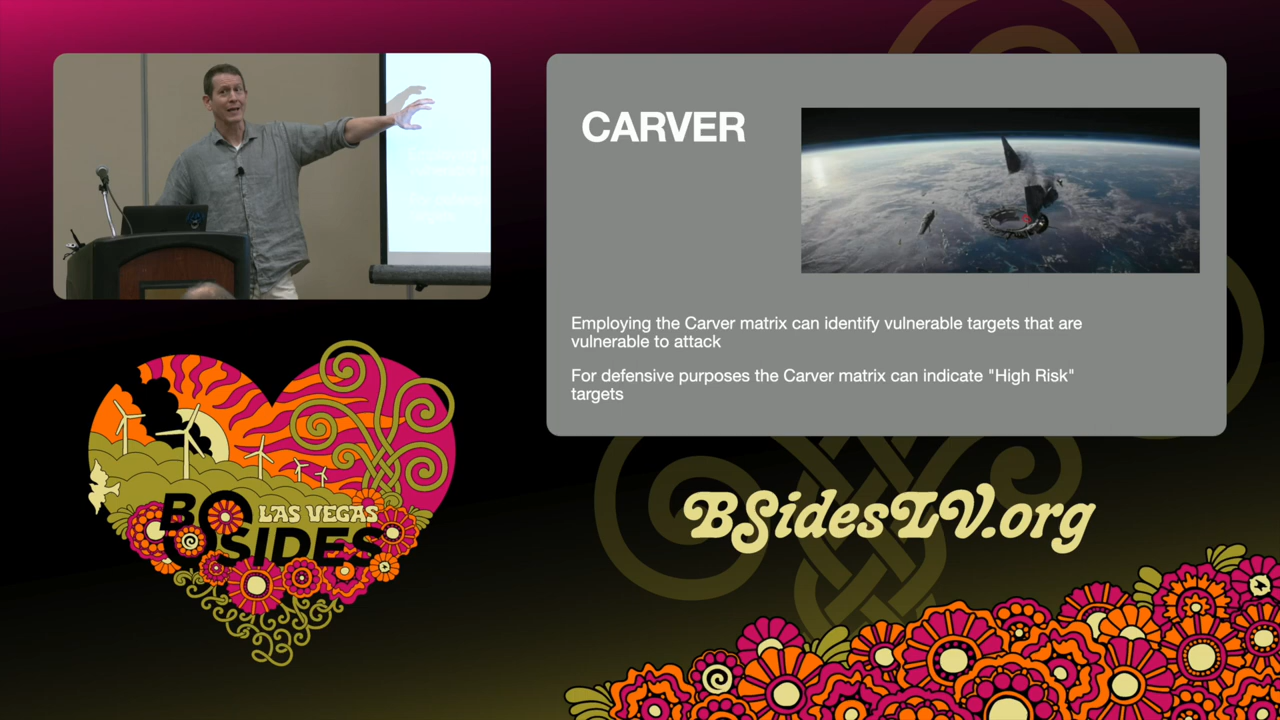 CARVER
Employing the Carver matrix can identify vulnerable targets that are
vulnerable to attack
For defensive purposes the Carver matrix can indicate "High Risk"
targets
BSIDES
LAS VEGAS
BSidesLV.org